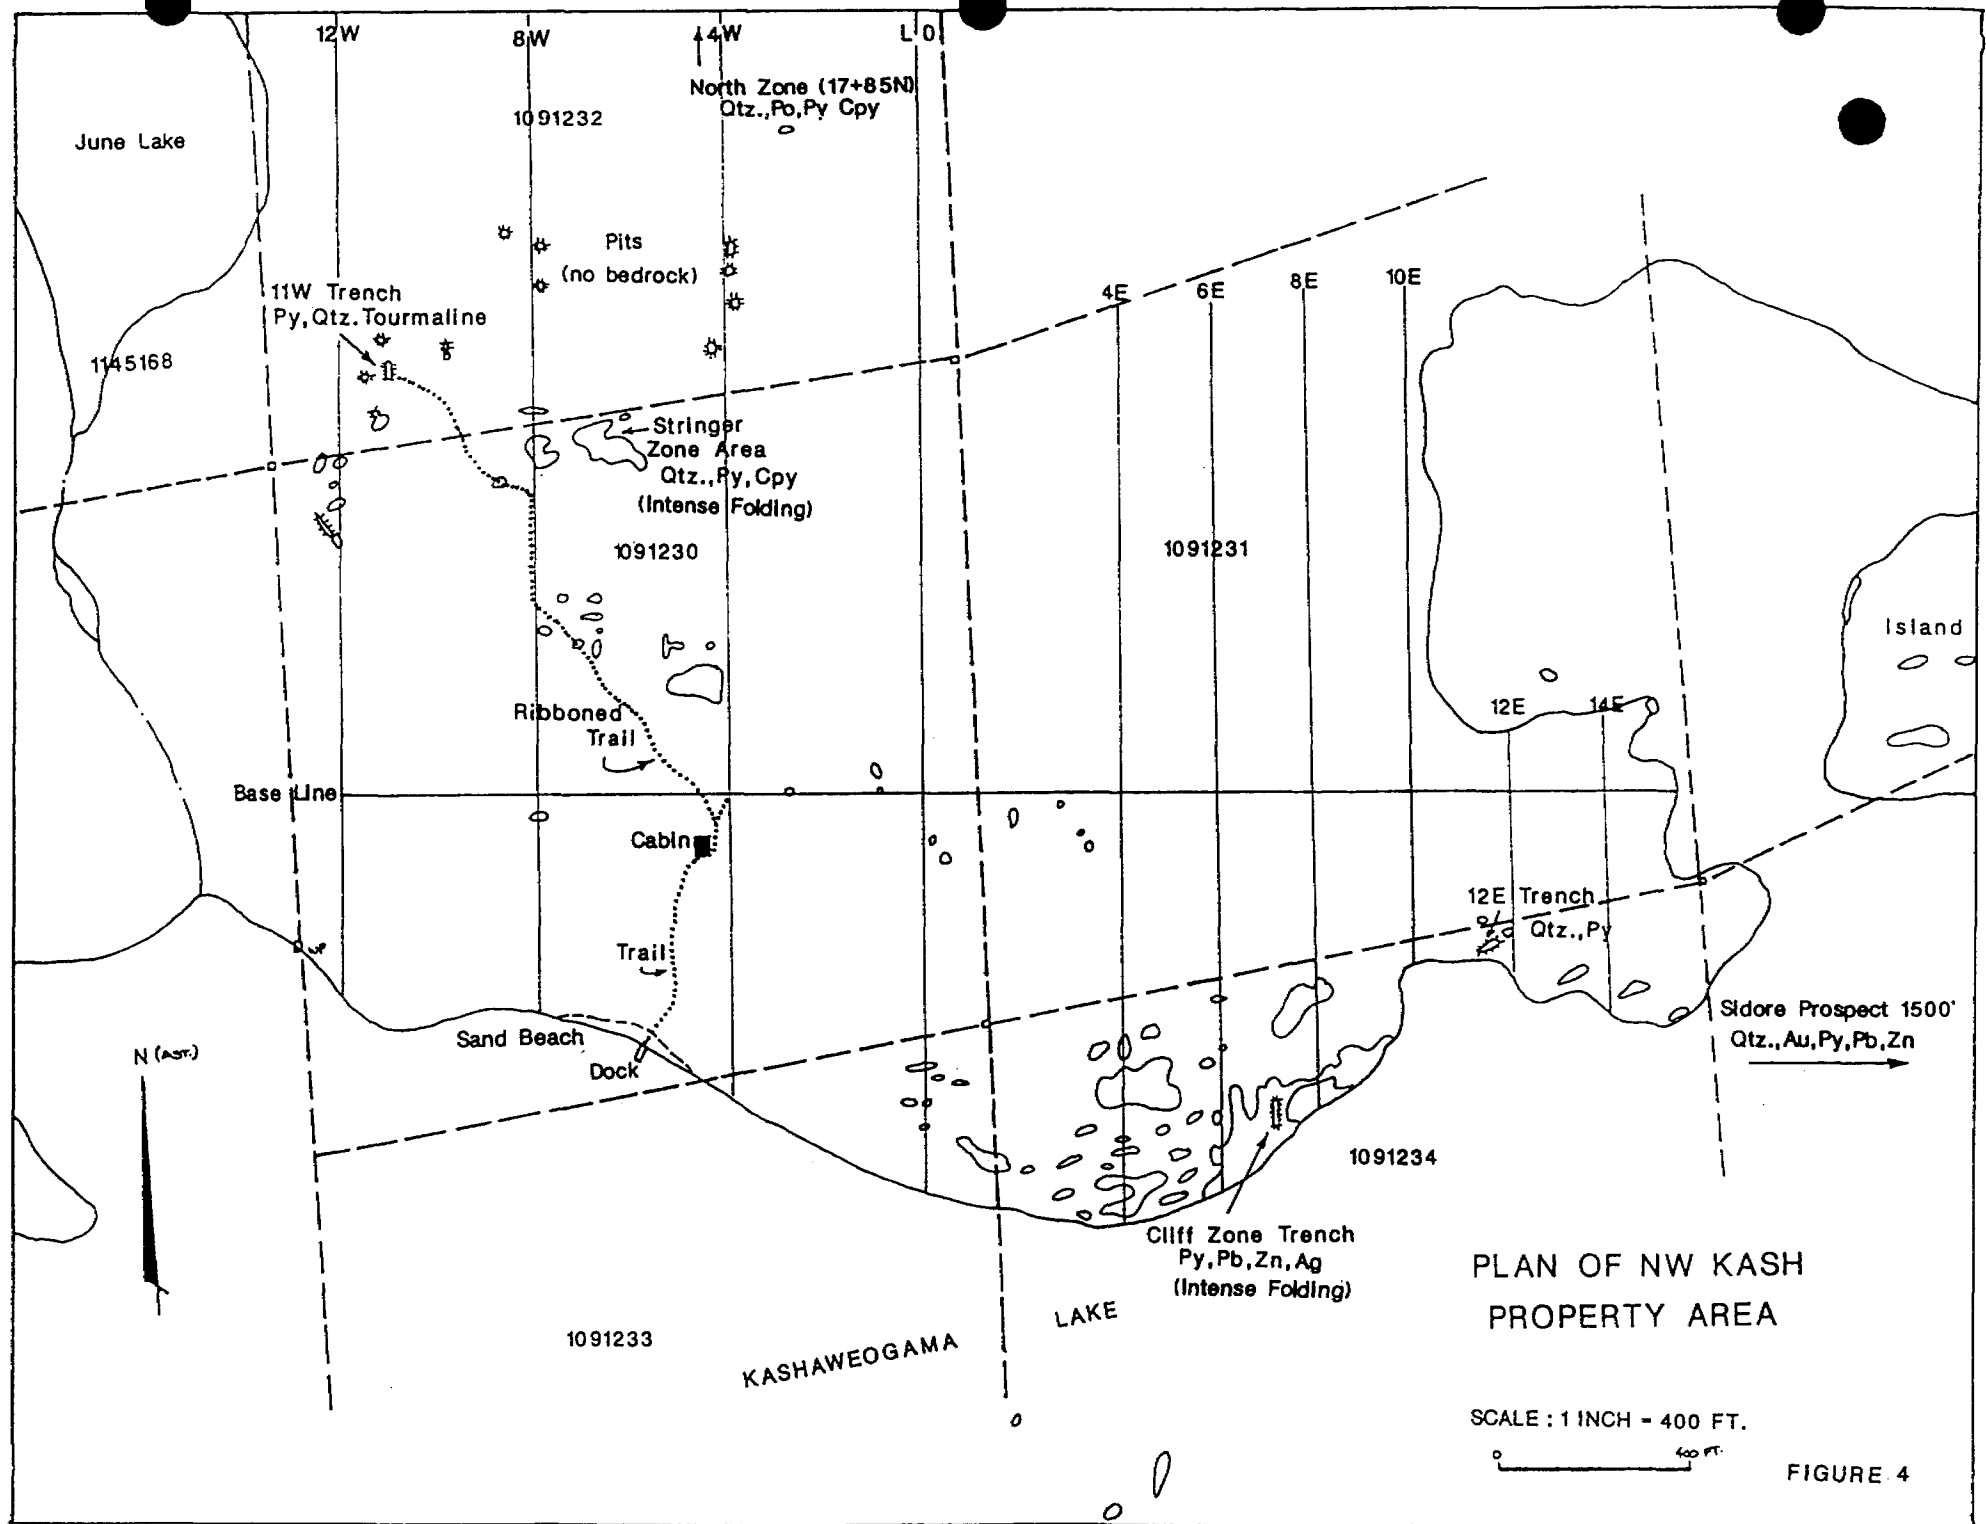 12W
8W
4W
L 0
North Zone (17+85N)
Qtz.,Po,Py Cpy
1091232
June Lake
Pits
(no bedrock)
4E
6E
8E
10E
11W Trench
Py,Qtz.Tourmaline
1145168
Stringer
Zone Area
Qtz.,Py,Cpy
(Intense Folding)
1091230
1091231
Island
12E
14E
Ribboned
Trail
Base Line
Cabin
12E Trench
Qtz.,Py
Trail
Sand Beach
Dock
Sidore Prospect 1500'
Qtz.,Au,Py,Pb,Zn
N (AST.)
1091234
Cliff Zone Trench
Py,Pb,Zn,Ag
(Intense Folding)
PLAN OF NW KASH
PROPERTY AREA
1091233
KASHAWEOGAMA LAKE
SCALE : 1 INCH = 400 FT.
0 400 FT.
FIGURE 4